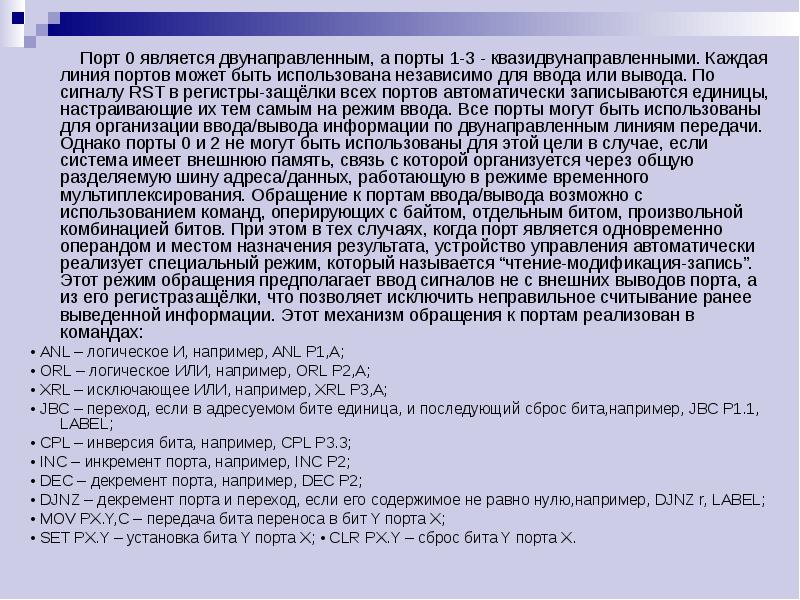 Порт 0 является двунаправленным, а порты 1-3 - квазидвунаправленными. Каждая
линия портов может быть использована независимо для ввода или вывода. По
сигналу RST в регистры-защёлки всех портов автоматически записываются единицы,
настраивающие их тем самым на режим ввода. Все порты могут быть использованы
для организации ввода/вывода информации по двунаправленным линиям передачи.
Однако порты 0 и 2 не могут быть использованы для этой цели в случае, если
система имеет внешнюю память, связь с которой организуется через общую
разделяемую шину адреса/данных, работающую в режиме временного
мультиплексирования. Обращение к портам ввода/вывода возможно с
использованием команд, оперирующих с байтом, отдельным битом, произвольной
комбинацией битов. При этом в тех случаях, когда порт является одновременно
операндом и местом назначения результата, устройство управления автоматически
реализует специальный режим, который называется “чтение-модификация-запись”.
Этот режим обращения предполагает ввод сигналов не с внешних выводов порта, а
из его регистразащёлки, что позволяет исключить неправильное считывание ранее
выведенной информации. Этот механизм обращения к портам реализован в
командах:
• ANL – логическое И, например, ANL P1,A;
• ORL – логическое ИЛИ, например, ORL P2,A;
• XRL – исключающее ИЛИ, например, XRL P3,A;
• JBC – переход, если в адресуемом бите единица, и последующий сброс бита,например, JBC P1.1,
LABEL;
• CPL – инверсия бита, например, CPL P3.3;
• INC – инкремент порта, например, INC P2;
• DEC – декремент порта, например, DEC P2;
• DJNZ – декремент порта и переход, если его содержимое не равно нулю,например, DJNZ r, LABEL;
• MOV PX.Y,C – передача бита переноса в бит Y порта X;
• SET PX.Y – установка бита Y порта X; • CLR PX.Y – сброс бита Y порта X.